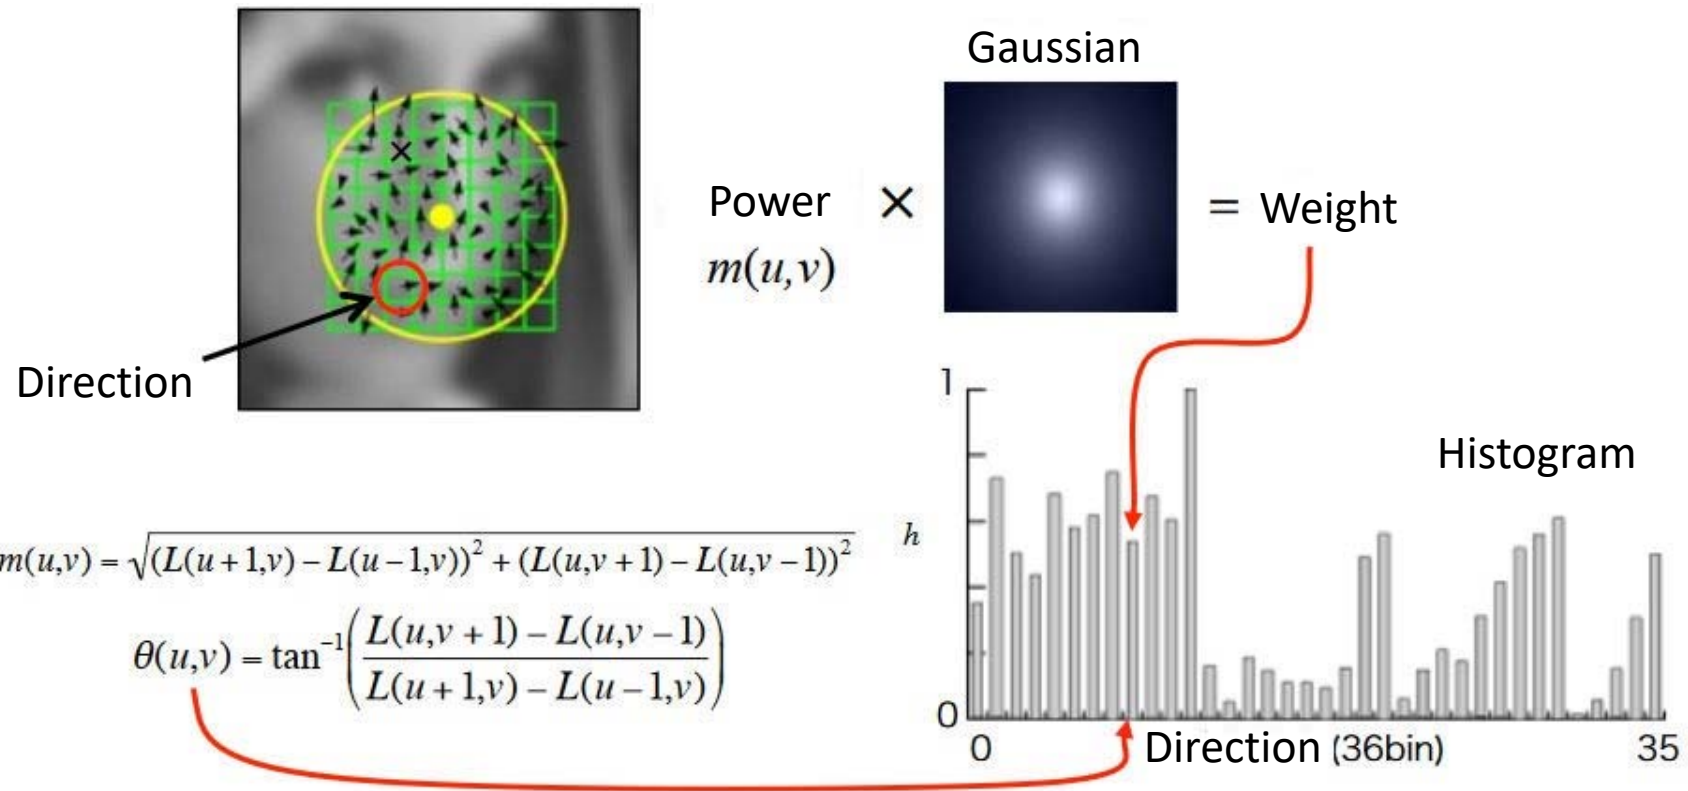 Gaussian
Power × = Weight
m(u,v)
Direction
1
Histogram
h
m(u,v) = √(L(u+1,v) − L(u−1,v))² + (L(u,v+1) − L(u,v−1))²
θ(u,v) = tan⁻¹(L(u,v+1) − L(u,v−1) / L(u+1,v) − L(u−1,v))
0
0 Direction (36bin) 35